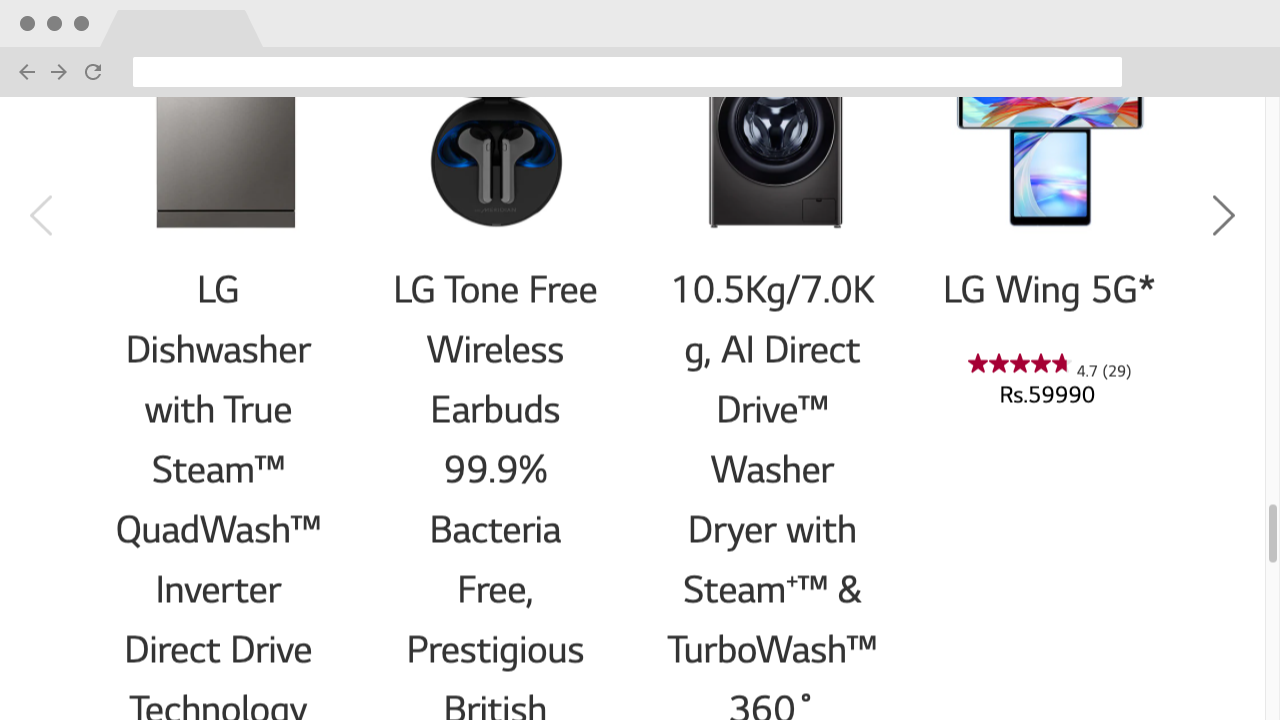 LG
Dishwasher
with True
Steam™
QuadWash™
Inverter
Direct Drive
Technology
LG Tone Free
Wireless
Earbuds
99.9%
Bacteria
Free,
Prestigious
British
10.5Kg/7.0K
g, AI Direct
Drive™
Washer
Dryer with
Steam⁺™ &
TurboWash™
360˚
LG Wing 5G*
4.7 (29)
Rs.59990